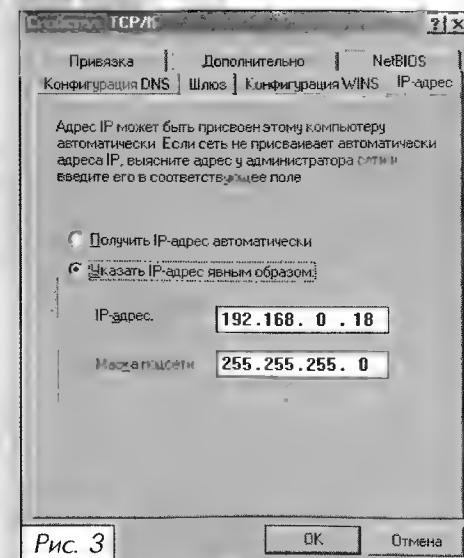 Свойства: TCP/IP ? ×
Привязка Дополнительно NetBIOS
Конфигурация DNS Шлюз Конфигурация WINS IP-адрес
Адрес IP может быть присвоен этому компьютеру
автоматически Если сеть не присваивает автоматически
адреса IP, выясните адрес у администратора сети и
введите его в соответствующее поле
Получить IP-адрес автоматически
Указать IP-адрес явным образом:
IP-адрес. 192.168. 0 .18
Маска подсети 255.255.255. 0
OK Отмена
Рис. 3